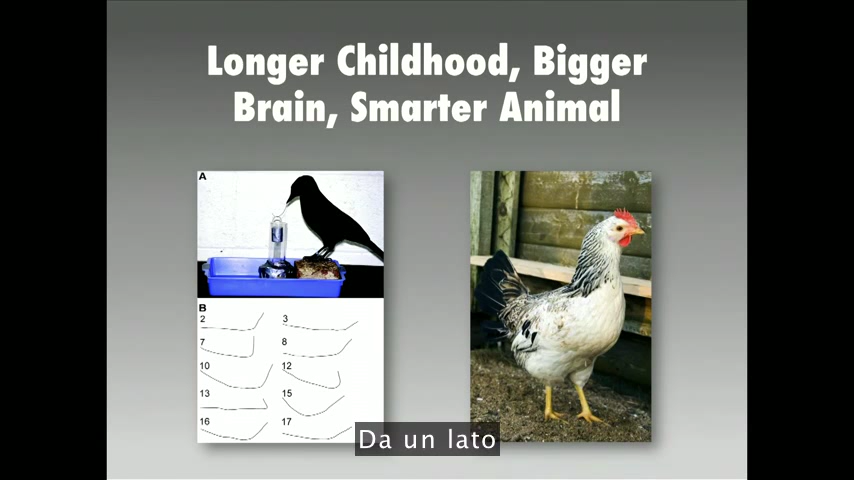 Longer Childhood, Bigger
Brain, Smarter Animal
A
B
2 3
7 8
10 12
13 15
16 17
Da un lato